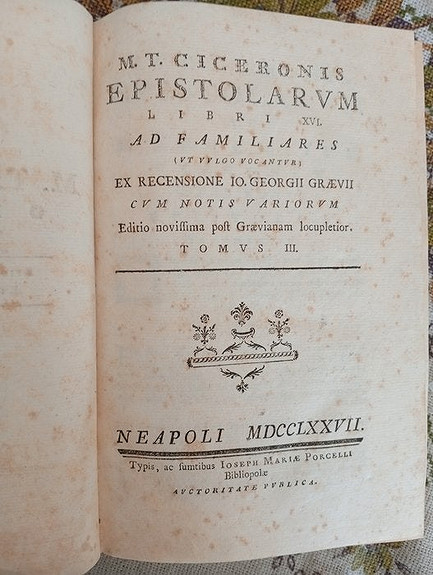 M. T. CICERONIS
EPISTOLARVM
LIBRI XVI.
AD FAMILIARES
(VT VVLGO VOCANTVR)
EX RECENSIONE IO. GEORGII GRÆVII
CVM NOTIS VARIORVM
Editio noviſſima poſt Grævianam locupletior.
TOMVS III.
NEAPOLI MDCCLXXVII.
Typis, ac ſumtibus IOSEPH MARIÆ PORCELLI
Bibliopolæ
AVCTORITATE PVBLICA.